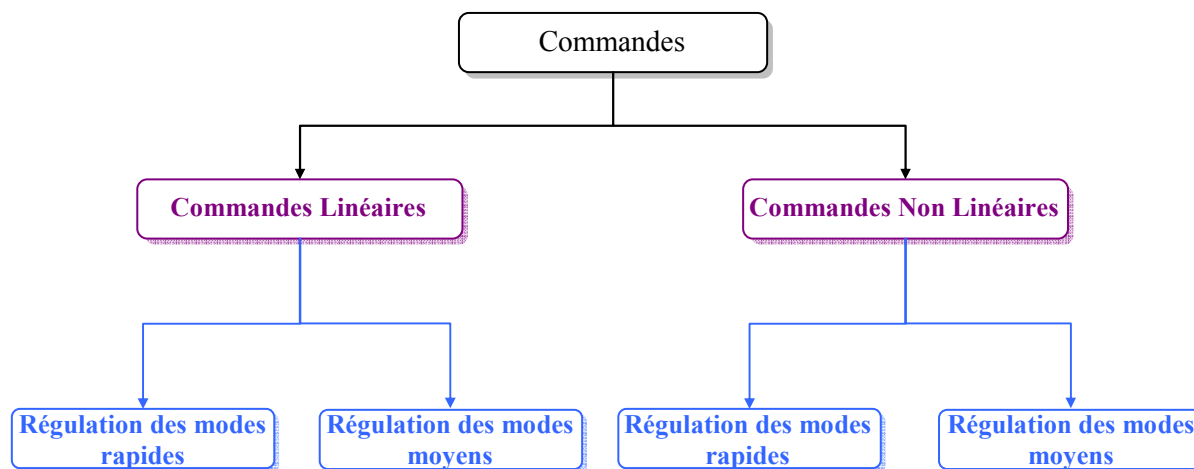 Commandes
Commandes Linéaires
Commandes Non Linéaires
Régulation des modes
rapides
Régulation des modes
moyens
Régulation des modes
rapides
Régulation des modes
moyens